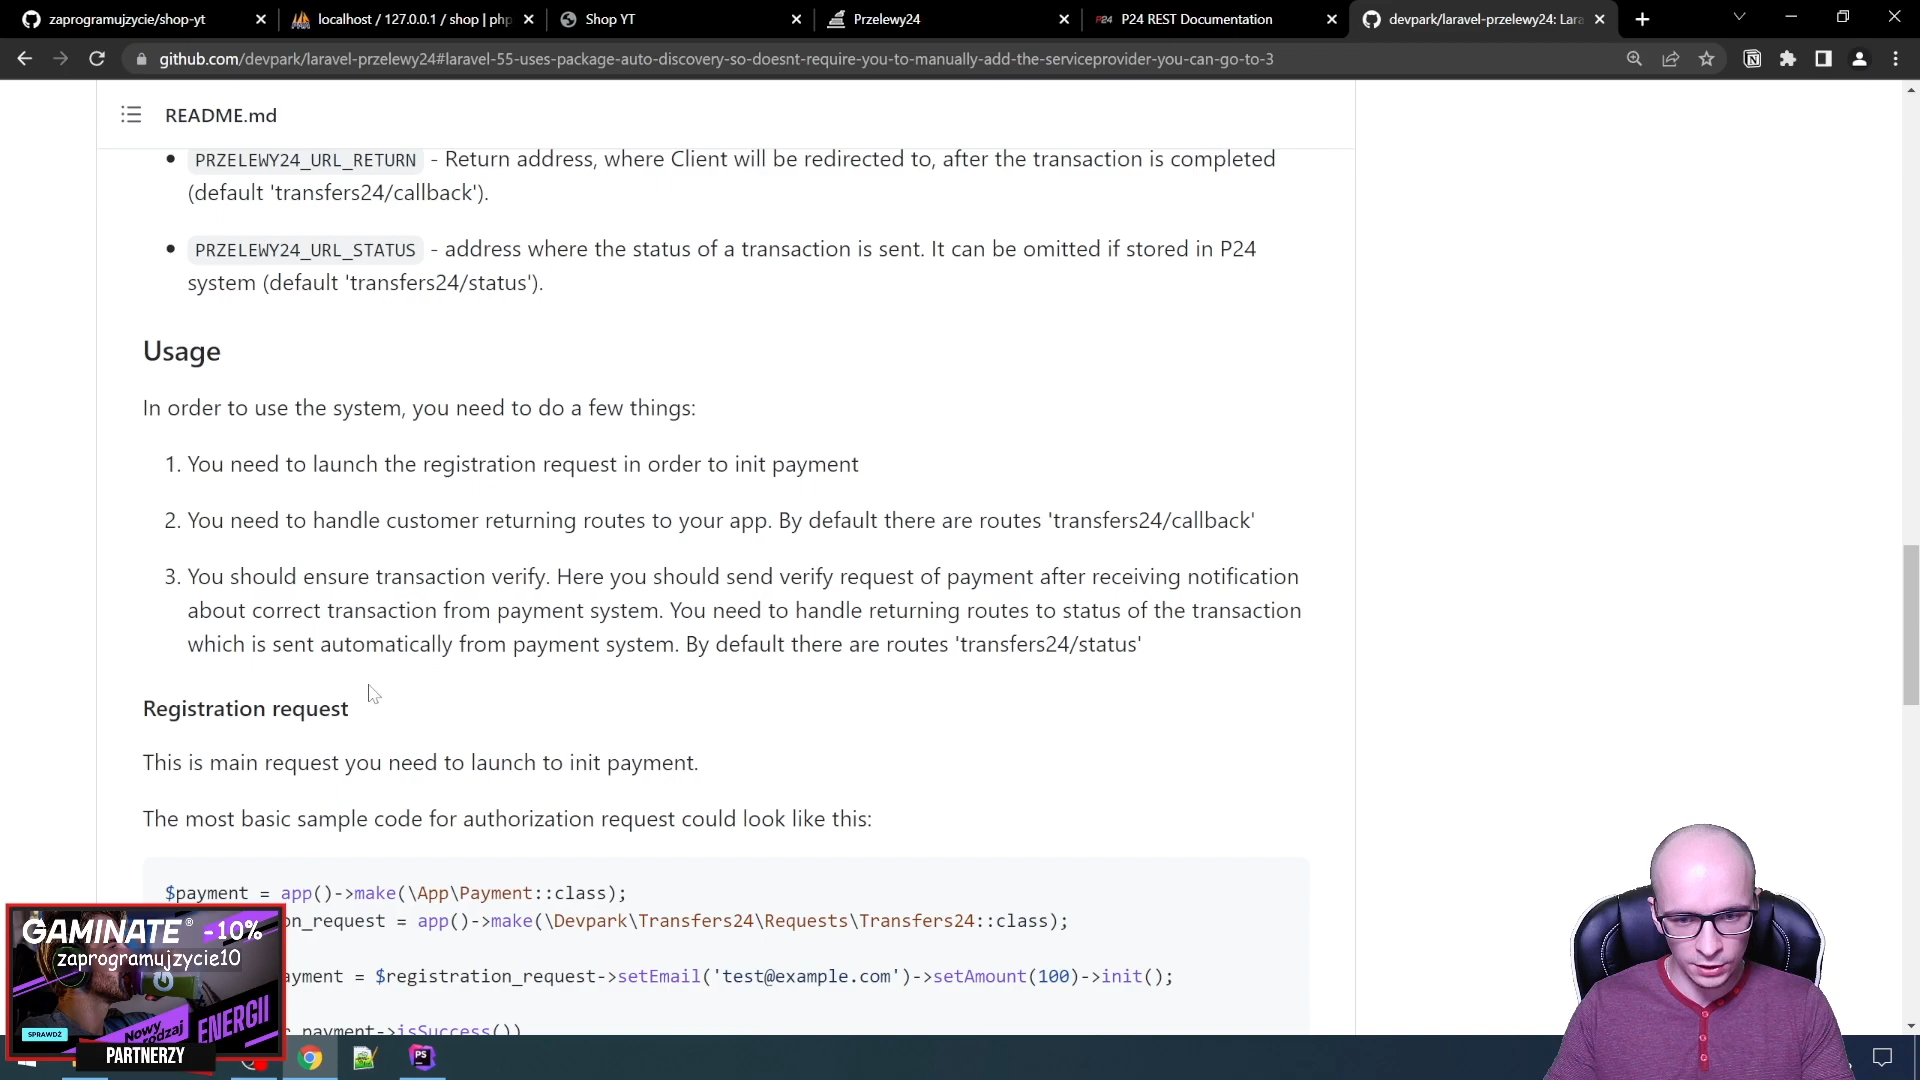 zaprogramujzycie/shop-yt
localhost / 127.0.0.1 / shop | php
Shop YT
Przelewy24
P24 P24 REST Documentation
devpark/laravel-przelewy24: Lara
github.com/devpark/laravel-przelewy24#laravel-55-uses-package-auto-discovery-so-doesnt-require-you-to-manually-add-the-serviceprovider-you-can-go-to-3
README.md
PRZELEWY24_URL_RETURN - Return address, where Client will be redirected to, after the transaction is completed
(default 'transfers24/callback').
PRZELEWY24_URL_STATUS - address where the status of a transaction is sent. It can be omitted if stored in P24
system (default 'transfers24/status').
Usage
In order to use the system, you need to do a few things:
1. You need to launch the registration request in order to init payment
2. You need to handle customer returning routes to your app. By default there are routes 'transfers24/callback'
3. You should ensure transaction verify. Here you should send verify request of payment after receiving notification
about correct transaction from payment system. You need to handle returning routes to status of the transaction
which is sent automatically from payment system. By default there are routes 'transfers24/status'
Registration request
This is main request you need to launch to init payment.
The most basic sample code for authorization request could look like this:
$payment = app()->make(\App\Payment::class);
on_request = app()->make(\Devpark\Transfers24\Requests\Transfers24::class);
ayment = $registration_request->setEmail('test@example.com')->setAmount(100)->init();
r_payment->isSuccess())
GAMINATE® -10%
zaprogramujzycie10
G
SPRAWDŹ
Nowy rodzaj
ENERGII
PARTNERZY
PS